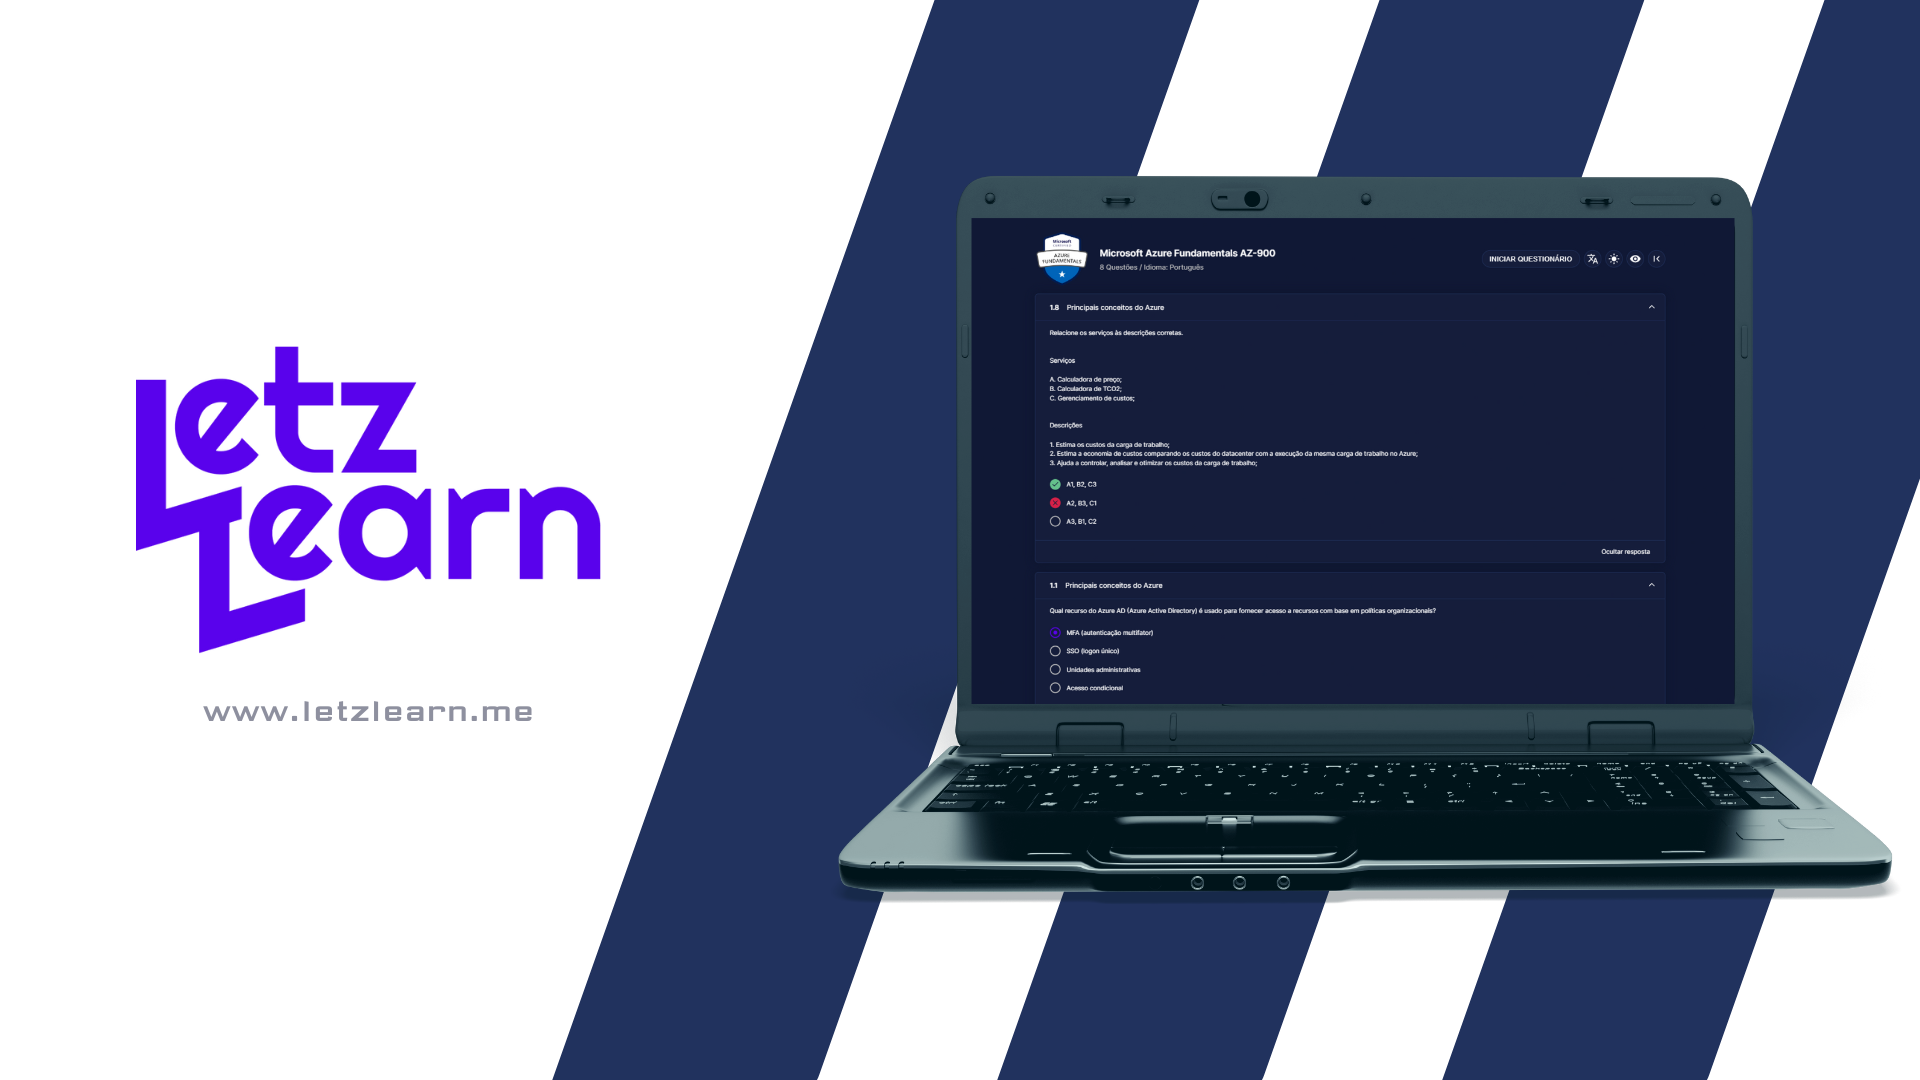 Letz
Learn
www.letzlearn.me
Microsoft
AZURE
FUNDAMENTALS
Microsoft Azure Fundamentals AZ-900
8 Questões / Idioma: Português
INICIAR QUESTIONÁRIO
1.8 Principais conceitos do Azure
Relacione os serviços às descrições corretas.
Serviços
A. Calculadora de preço;
B. Calculadora de TCO2;
C. Gerenciamento de custos;
Descrições
1. Estima os custos da carga de trabalho;
2. Estima a economia de custos comparando os custos do datacenter com a execução da mesma carga de trabalho no Azure;
3. Ajuda a controlar, analisar e otimizar os custos da carga de trabalho;
A1, B2, C3
A2, B3, C1
A3, B1, C2
Ocultar resposta
1.1 Principais conceitos do Azure
Qual recurso do Azure AD (Azure Active Directory) é usado para fornecer acesso a recursos com base em políticas organizacionais?
MFA (autenticação multifator)
SSO (logon único)
Unidades administrativas
Acesso condicional